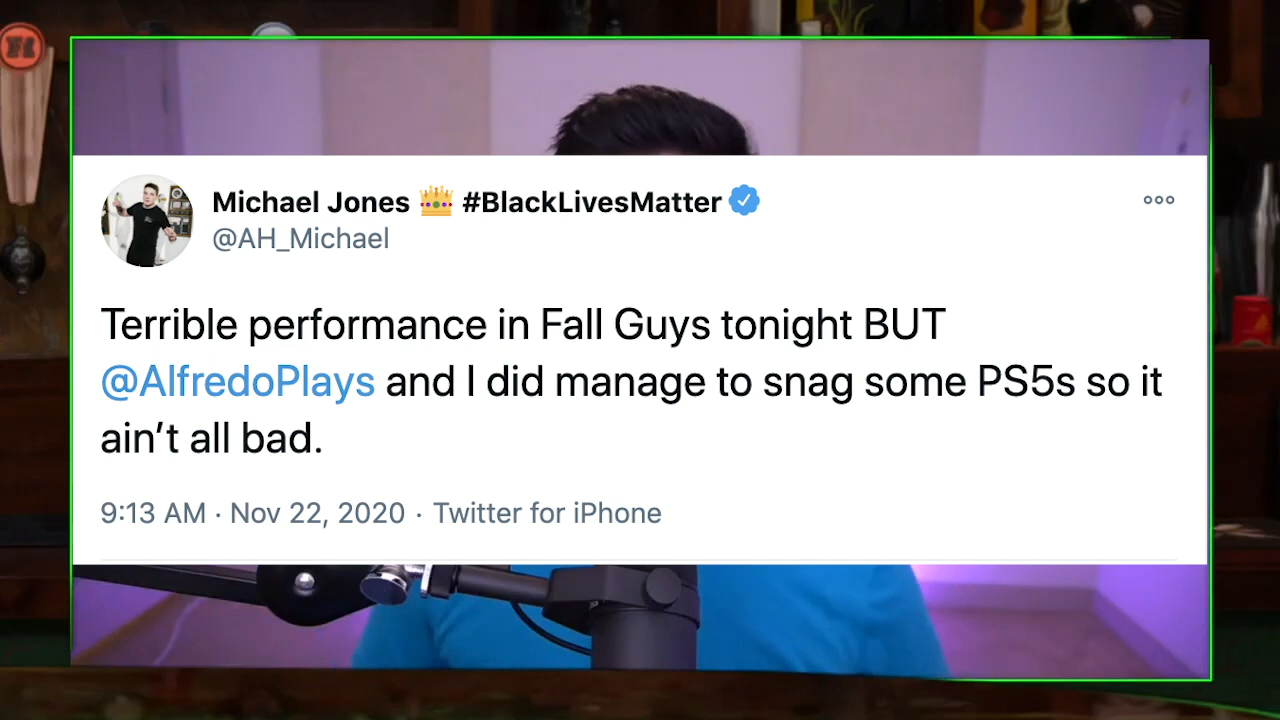 Michael Jones 👑 #BlackLivesMatter
@AH_Michael
Terrible performance in Fall Guys tonight BUT
@AlfredoPlays and I did manage to snag some PS5s so it
ain't all bad.
9:13 AM · Nov 22, 2020 · Twitter for iPhone